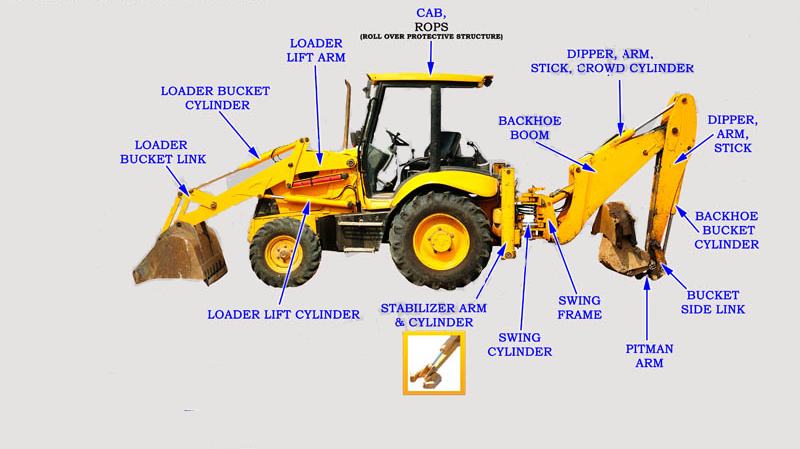 CAB,
ROPS
(ROLL OVER PROTECTIVE STRUCTURE)
LOADER
LIFT ARM
DIPPER, ARM,
STICK, CROWD CYLINDER
LOADER BUCKET
CYLINDER
BACKHOE
BOOM
DIPPER,
ARM,
STICK
LOADER
BUCKET LINK
BACKHOE
BUCKET
CYLINDER
LOADER LIFT CYLINDER
STABILIZER ARM
& CYLINDER
SWING
FRAME
BUCKET
SIDE LINK
SWING
CYLINDER
PITMAN
ARM